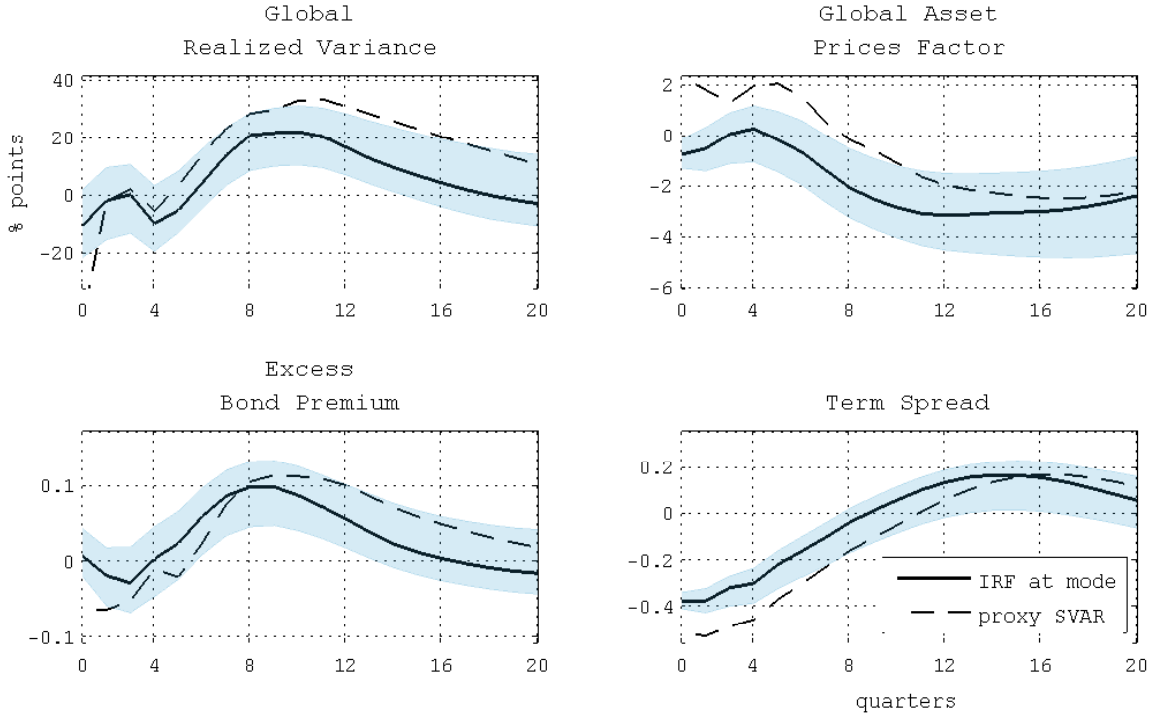 Global
Realized Variance
40
20
0
-20
% points
0 4 8 12 16 20
Global Asset
Prices Factor
2
0
-2
-4
-6
0 4 8 12 16 20
Excess
Bond Premium
0.1
0
-0.1
0 4 8 12 16 20
Term Spread
0.2
0
-0.2
-0.4
IRF at mode
proxy SVAR
0 4 8 12 16 20
quarters